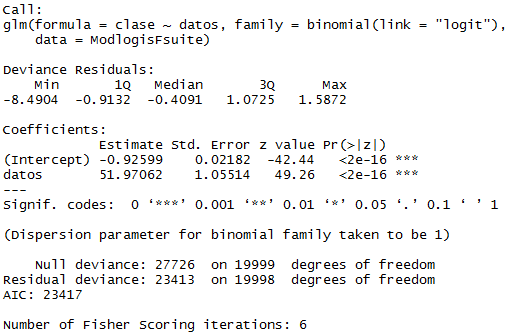 Call:
glm(formula = clase ~ datos, family = binomial(link = "logit"),
    data = ModlogisFsuite)
Deviance Residuals:
    Min       1Q   Median       3Q      Max
-8.4904  -0.9132  -0.4091   1.0725   1.5872
Coefficients:
            Estimate Std. Error z value Pr(>|z|)
(Intercept) -0.92599    0.02182  -42.44   <2e-16 ***
datos       51.97062    1.05514   49.26   <2e-16 ***
---
Signif. codes:  0 ‘***’ 0.001 ‘**’ 0.01 ‘*’ 0.05 ‘.’ 0.1 ‘ ’ 1
(Dispersion parameter for binomial family taken to be 1)
    Null deviance: 27726  on 19999  degrees of freedom
Residual deviance: 23413  on 19998  degrees of freedom
AIC: 23417
Number of Fisher Scoring iterations: 6